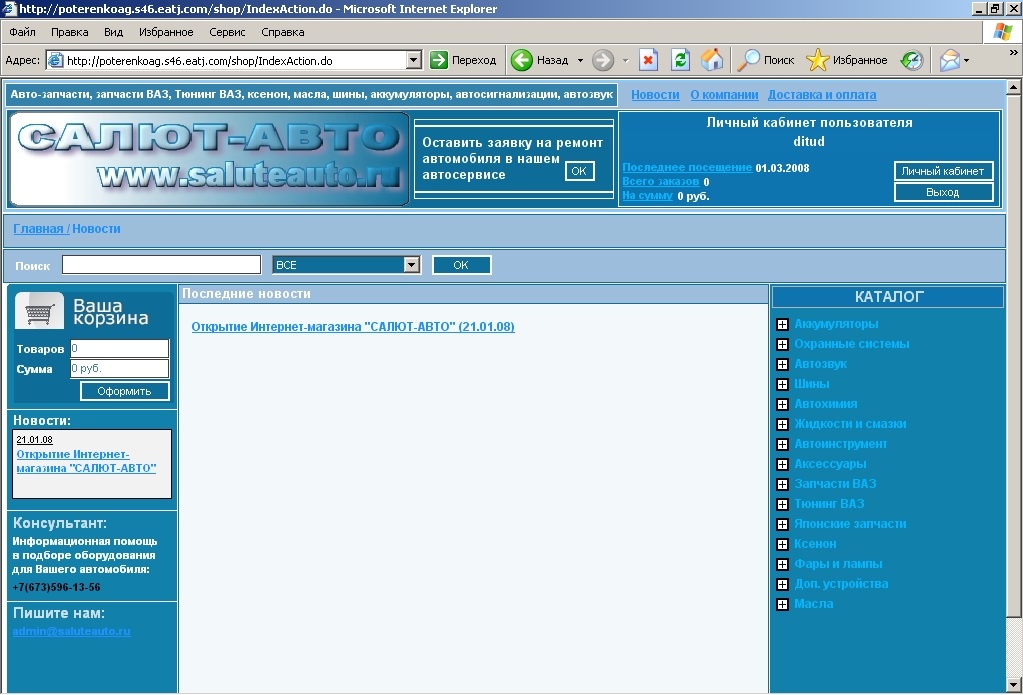 http://poterenkoag.s46.eatj.com/shop/IndexAction.do - Microsoft Internet Explorer
Файл Правка Вид Избранное Сервис Справка
Адрес: http://poterenkoag.s46.eatj.com/shop/IndexAction.do Переход Назад Поиск Избранное
Авто-запчасти, запчасти ВАЗ, Тюнинг ВАЗ, ксенон, масла, шины, аккумуляторы, автосигнализации, автозвук
Новости О компании Доставка и оплата
САЛЮТ-АВТО
www.saluteauto.ru
Оставить заявку на ремонт
автомобиля в нашем
автосервисе OK
Личный кабинет пользователя
ditud
Последнее посещение 01.03.2008
Всего заказов 0
На сумму 0 руб.
Личный кабинет
Выход
Главная / Новости
Поиск ВСЕ OK
Ваша
корзина
Товаров 0
Сумма 0 руб.
Оформить
Новости:
21.01.08
Открытие Интернет-
магазина "САЛЮТ-АВТО"
Консультант:
Информационная помощь
в подборе оборудования
для Вашего автомобиля:
+7(673)596-13-56
Пишите нам:
admin@saluteauto.ru
Последние новости
Открытие Интернет-магазина "САЛЮТ-АВТО" (21.01.08)
КАТАЛОГ
Аккумуляторы
Охранные системы
Автозвук
Шины
Автохимия
Жидкости и смазки
Автоинструмент
Аксессуары
Запчасти ВАЗ
Тюнинг ВАЗ
Японские запчасти
Ксенон
Фары и лампы
Доп. устройства
Масла